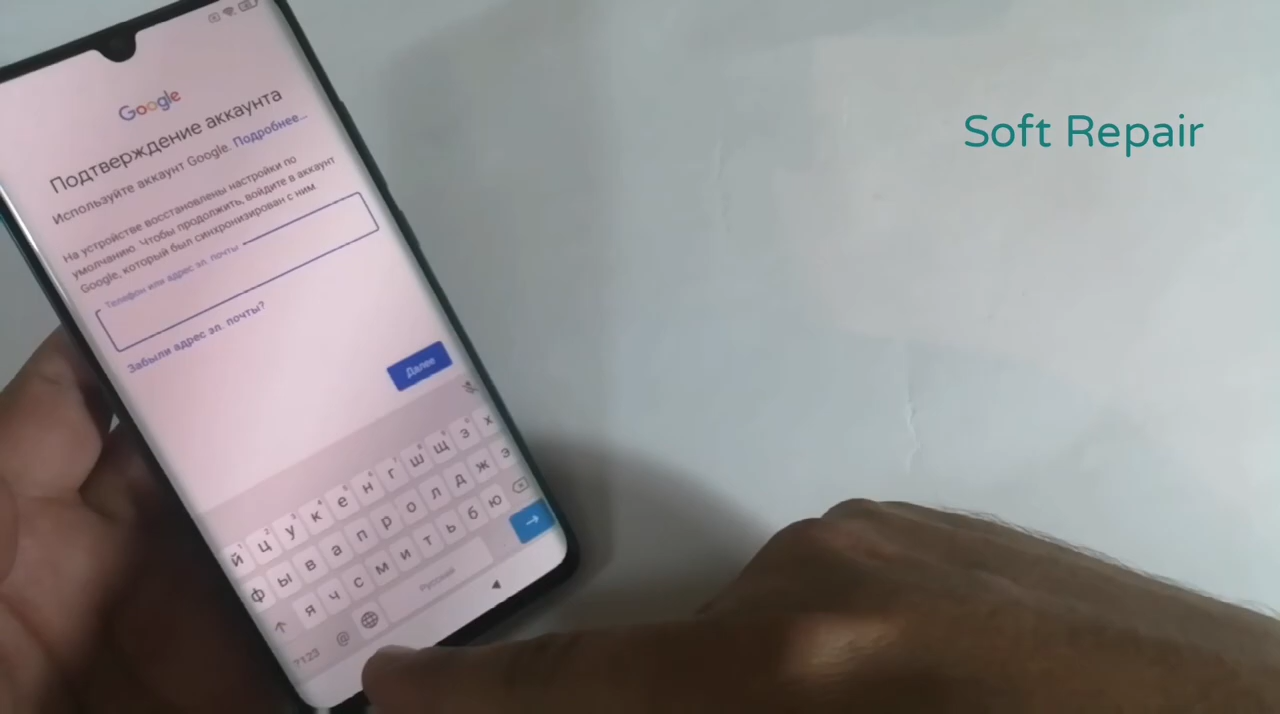 Google
Подтверждение аккаунта
Используйте аккаунт Google. Подробнее...
На устройстве восстановлены настройки по
умолчанию. Чтобы продолжить, войдите в аккаунт
Google, который был синхронизирован с ним.
Телефон или адрес эл. почты
Забыли адрес эл. почты?
Далее
й ц у к е н г ш щ з х
ф ы в а п р о л д ж э
я ч с м и т ь б ю
?123 @ Русский
Soft Repair